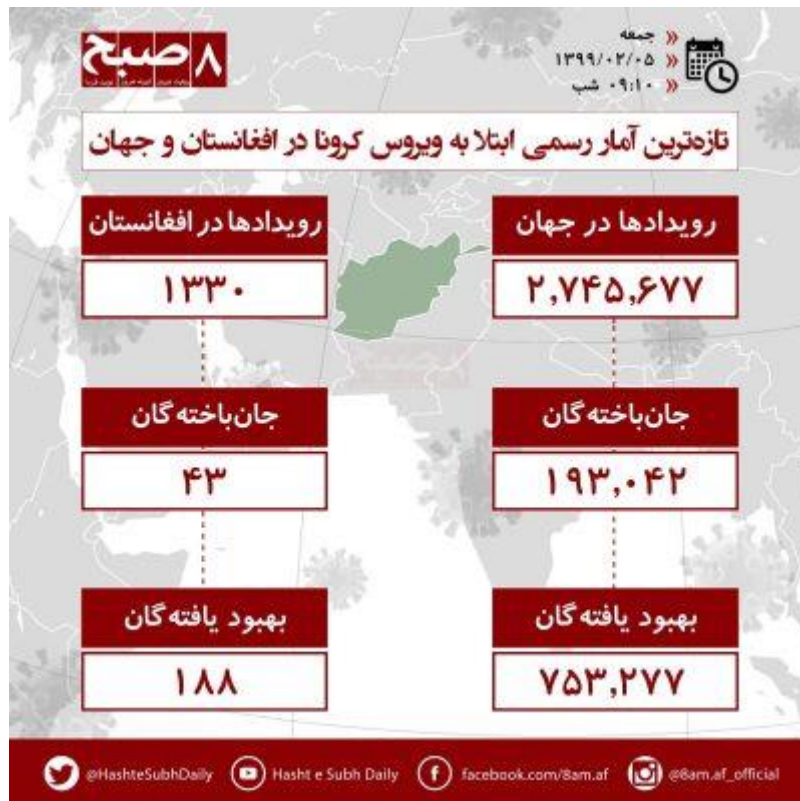 ۸ صبح
جمعه
۱۳۹۹/۰۲/۰۵
۰۹:۱۰ شب
تازه‌ترین آمار رسمی ابتلا به ویروس کرونا در افغانستان و جهان
رویدادها در جهان
۲,۷۴۵,۶۷۷
جان‌باخته‌گان
۱۹۳,۰۴۲
بهبود یافته‌گان
۷۵۳,۲۷۷
رویدادها در افغانستان
۱۳۳۰
جان‌باخته‌گان
۴۳
بهبود یافته‌گان
۱۸۸
@HashteSubhDaily
Hasht e Subh Daily
facebook.com/8am.af
@8am.af_official